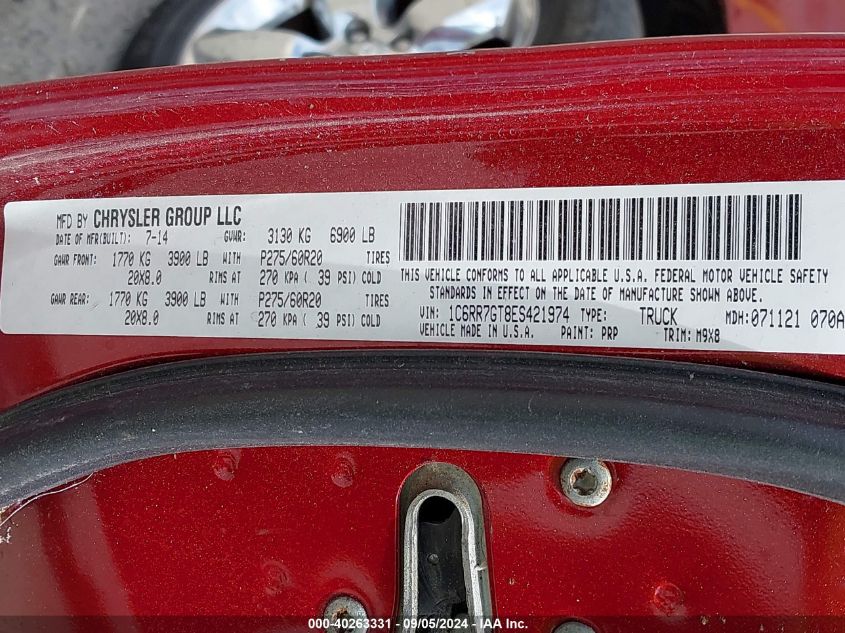 MFD BY CHRYSLER GROUP LLC
DATE OF MFR(BUILT): 7-14 GVWR: 3130 KG 6900 LB
GAWR FRONT: 1770 KG 3900 LB WITH P275/60R20 TIRES
20X8.0 RIMS AT 270 KPA ( 39 PSI) COLD
GAWR REAR: 1770 KG 3900 LB WITH P275/60R20 TIRES
20X8.0 RIMS AT 270 KPA ( 39 PSI) COLD
THIS VEHICLE CONFORMS TO ALL APPLICABLE U.S.A. FEDERAL MOTOR VEHICLE SAFETY
STANDARDS IN EFFECT ON THE DATE OF MANUFACTURE SHOWN ABOVE.
VIN: 1C6RR7GT8ES421974 TYPE: TRUCK MDH: 071121 070A
VEHICLE MADE IN U.S.A. PAINT: PRP TRIM: M9X8
000-40263331 - 09/05/2024 - IAA Inc.